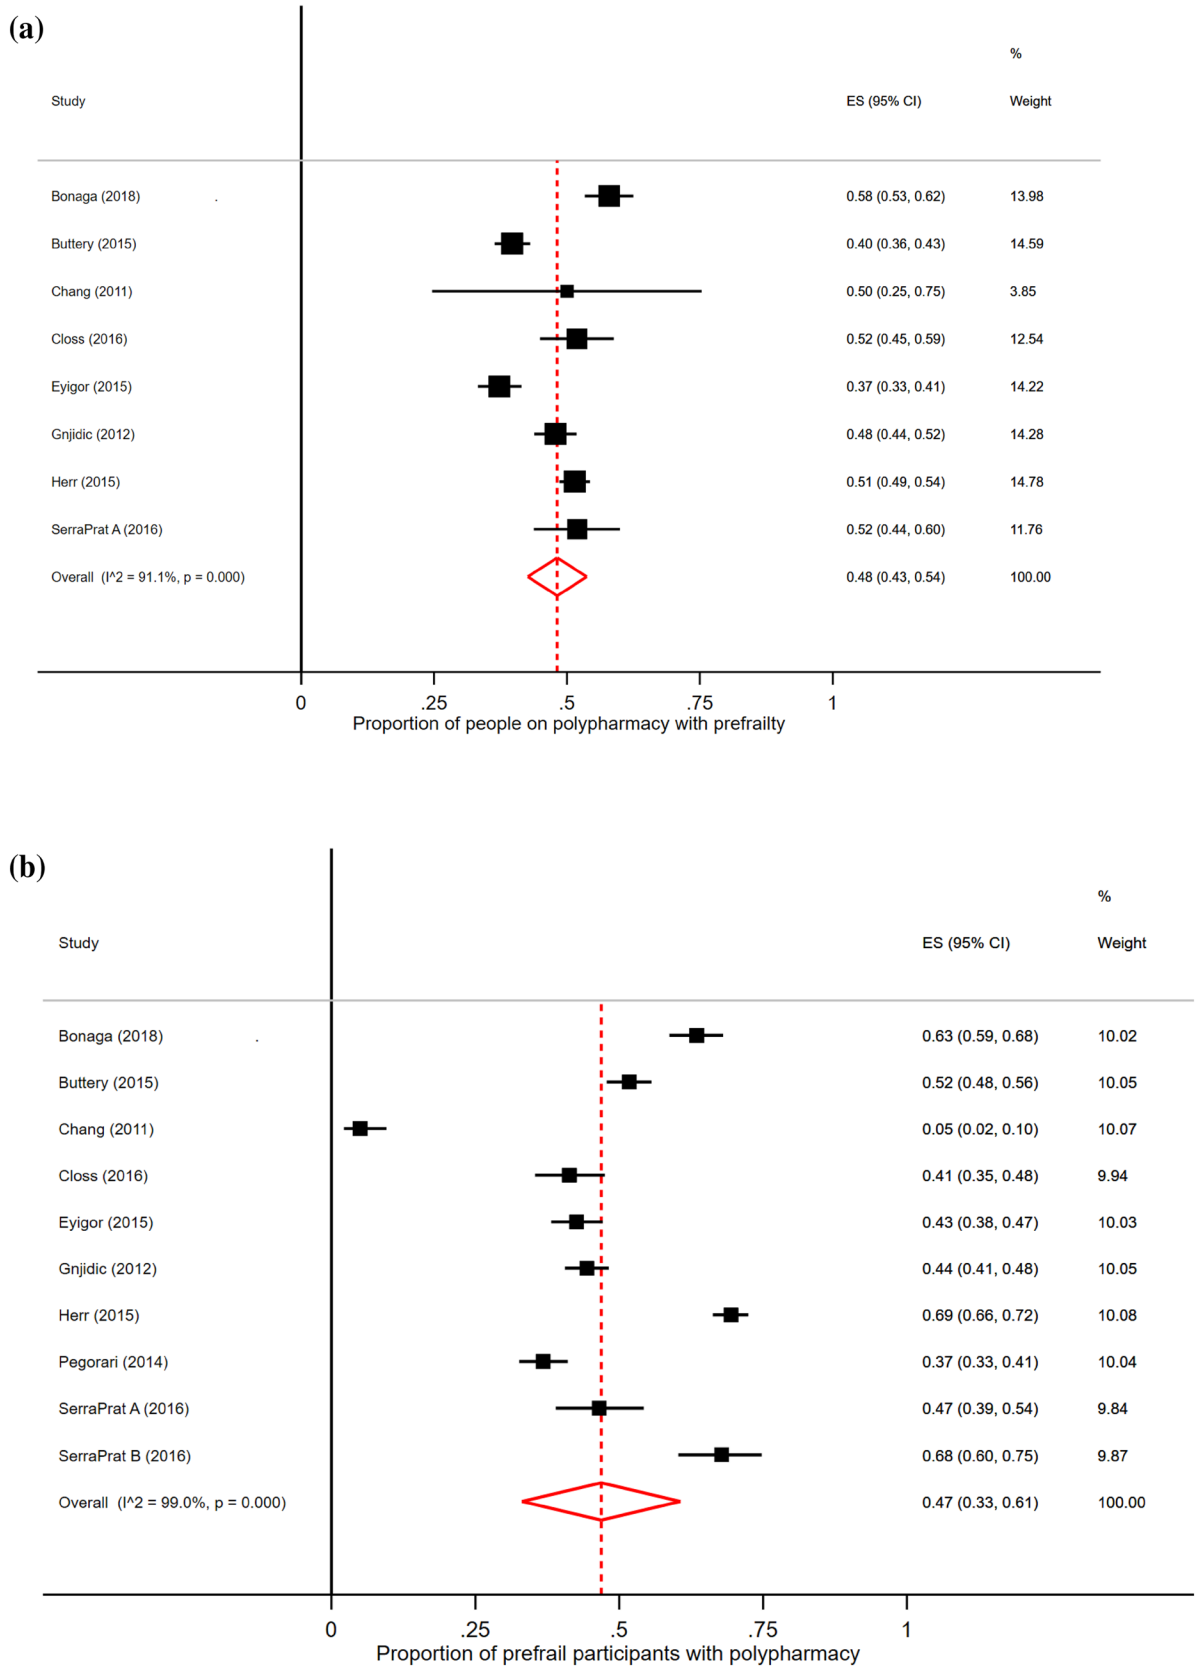 (a)
%
Study ES (95% CI) Weight
Bonaga (2018) . 0.58 (0.53, 0.62) 13.98
Buttery (2015) 0.40 (0.36, 0.43) 14.59
Chang (2011) 0.50 (0.25, 0.75) 3.85
Closs (2016) 0.52 (0.45, 0.59) 12.54
Eyigor (2015) 0.37 (0.33, 0.41) 14.22
Gnjidic (2012) 0.48 (0.44, 0.52) 14.28
Herr (2015) 0.51 (0.49, 0.54) 14.78
SerraPrat A (2016) 0.52 (0.44, 0.60) 11.76
Overall (I^2 = 91.1%, p = 0.000) 0.48 (0.43, 0.54) 100.00
0 .25 .5 .75 1
Proportion of people on polypharmacy with prefrailty
(b)
%
Study ES (95% CI) Weight
Bonaga (2018) . 0.63 (0.59, 0.68) 10.02
Buttery (2015) 0.52 (0.48, 0.56) 10.05
Chang (2011) 0.05 (0.02, 0.10) 10.07
Closs (2016) 0.41 (0.35, 0.48) 9.94
Eyigor (2015) 0.43 (0.38, 0.47) 10.03
Gnjidic (2012) 0.44 (0.41, 0.48) 10.05
Herr (2015) 0.69 (0.66, 0.72) 10.08
Pegorari (2014) 0.37 (0.33, 0.41) 10.04
SerraPrat A (2016) 0.47 (0.39, 0.54) 9.84
SerraPrat B (2016) 0.68 (0.60, 0.75) 9.87
Overall (I^2 = 99.0%, p = 0.000) 0.47 (0.33, 0.61) 100.00
0 .25 .5 .75 1
Proportion of prefrail participants with polypharmacy